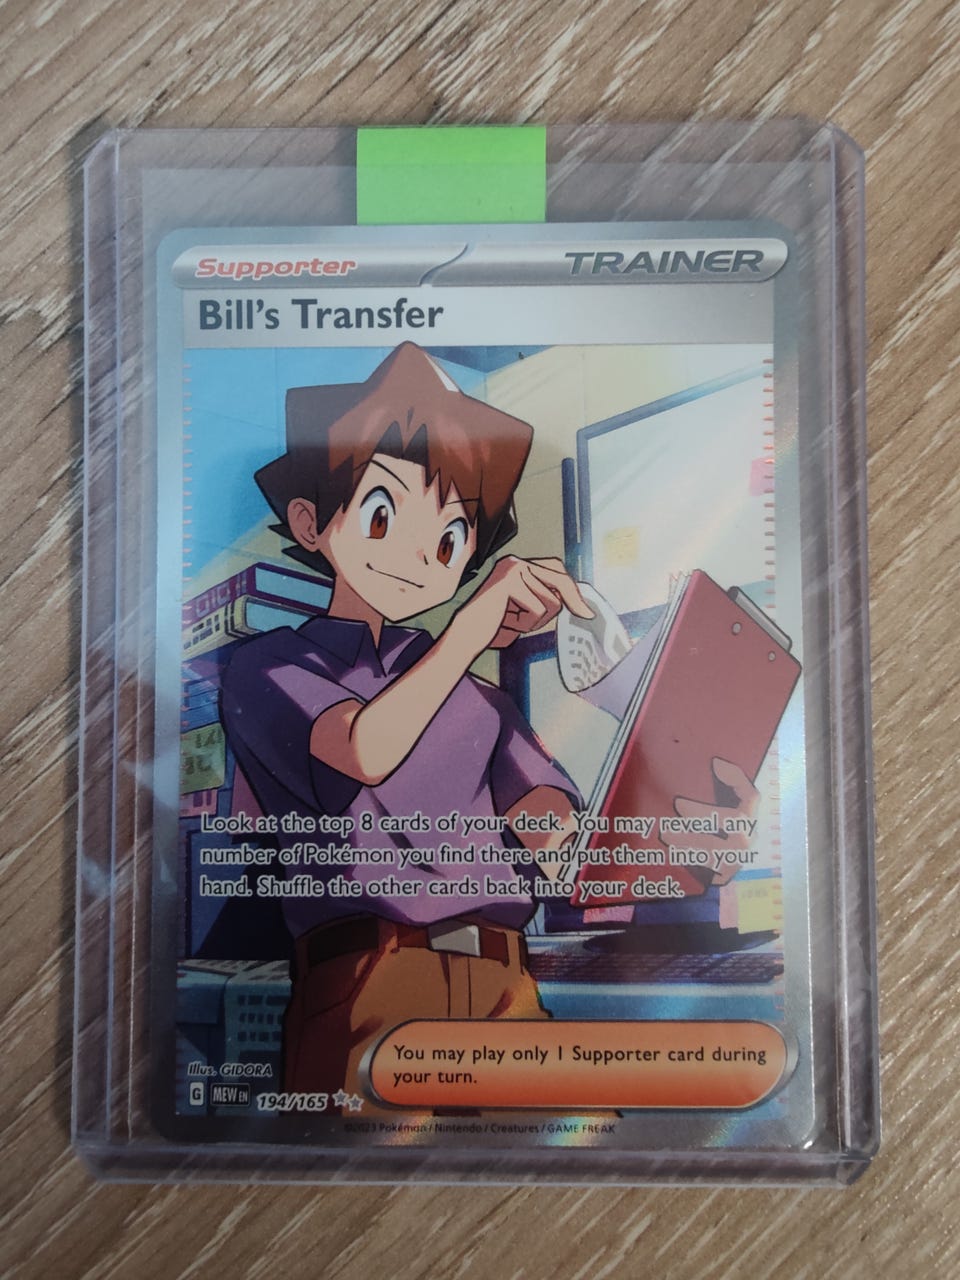 Supporter
TRAINER
Bill's Transfer
Look at the top 8 cards of your deck. You may reveal any
number of Pokémon you find there and put them into your
hand. Shuffle the other cards back into your deck.
You may play only 1 Supporter card during
your turn.
Illus. GIDORA
G MEW EN 194/165
©2023 Pokémon / Nintendo / Creatures / GAME FREAK